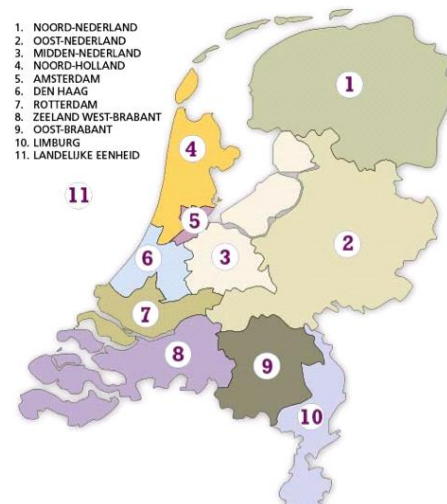 1. NOORD-NEDERLAND
2. OOST-NEDERLAND
3. MIDDEN-NEDERLAND
4. NOORD-HOLLAND
5. AMSTERDAM
6. DEN HAAG
7. ROTTERDAM
8. ZEELAND WEST-BRABANT
9. OOST-BRABANT
10. LIMBURG
11. LANDELIJKE EENHEID
1
4
11
5
2
6
3
7
8
9
10